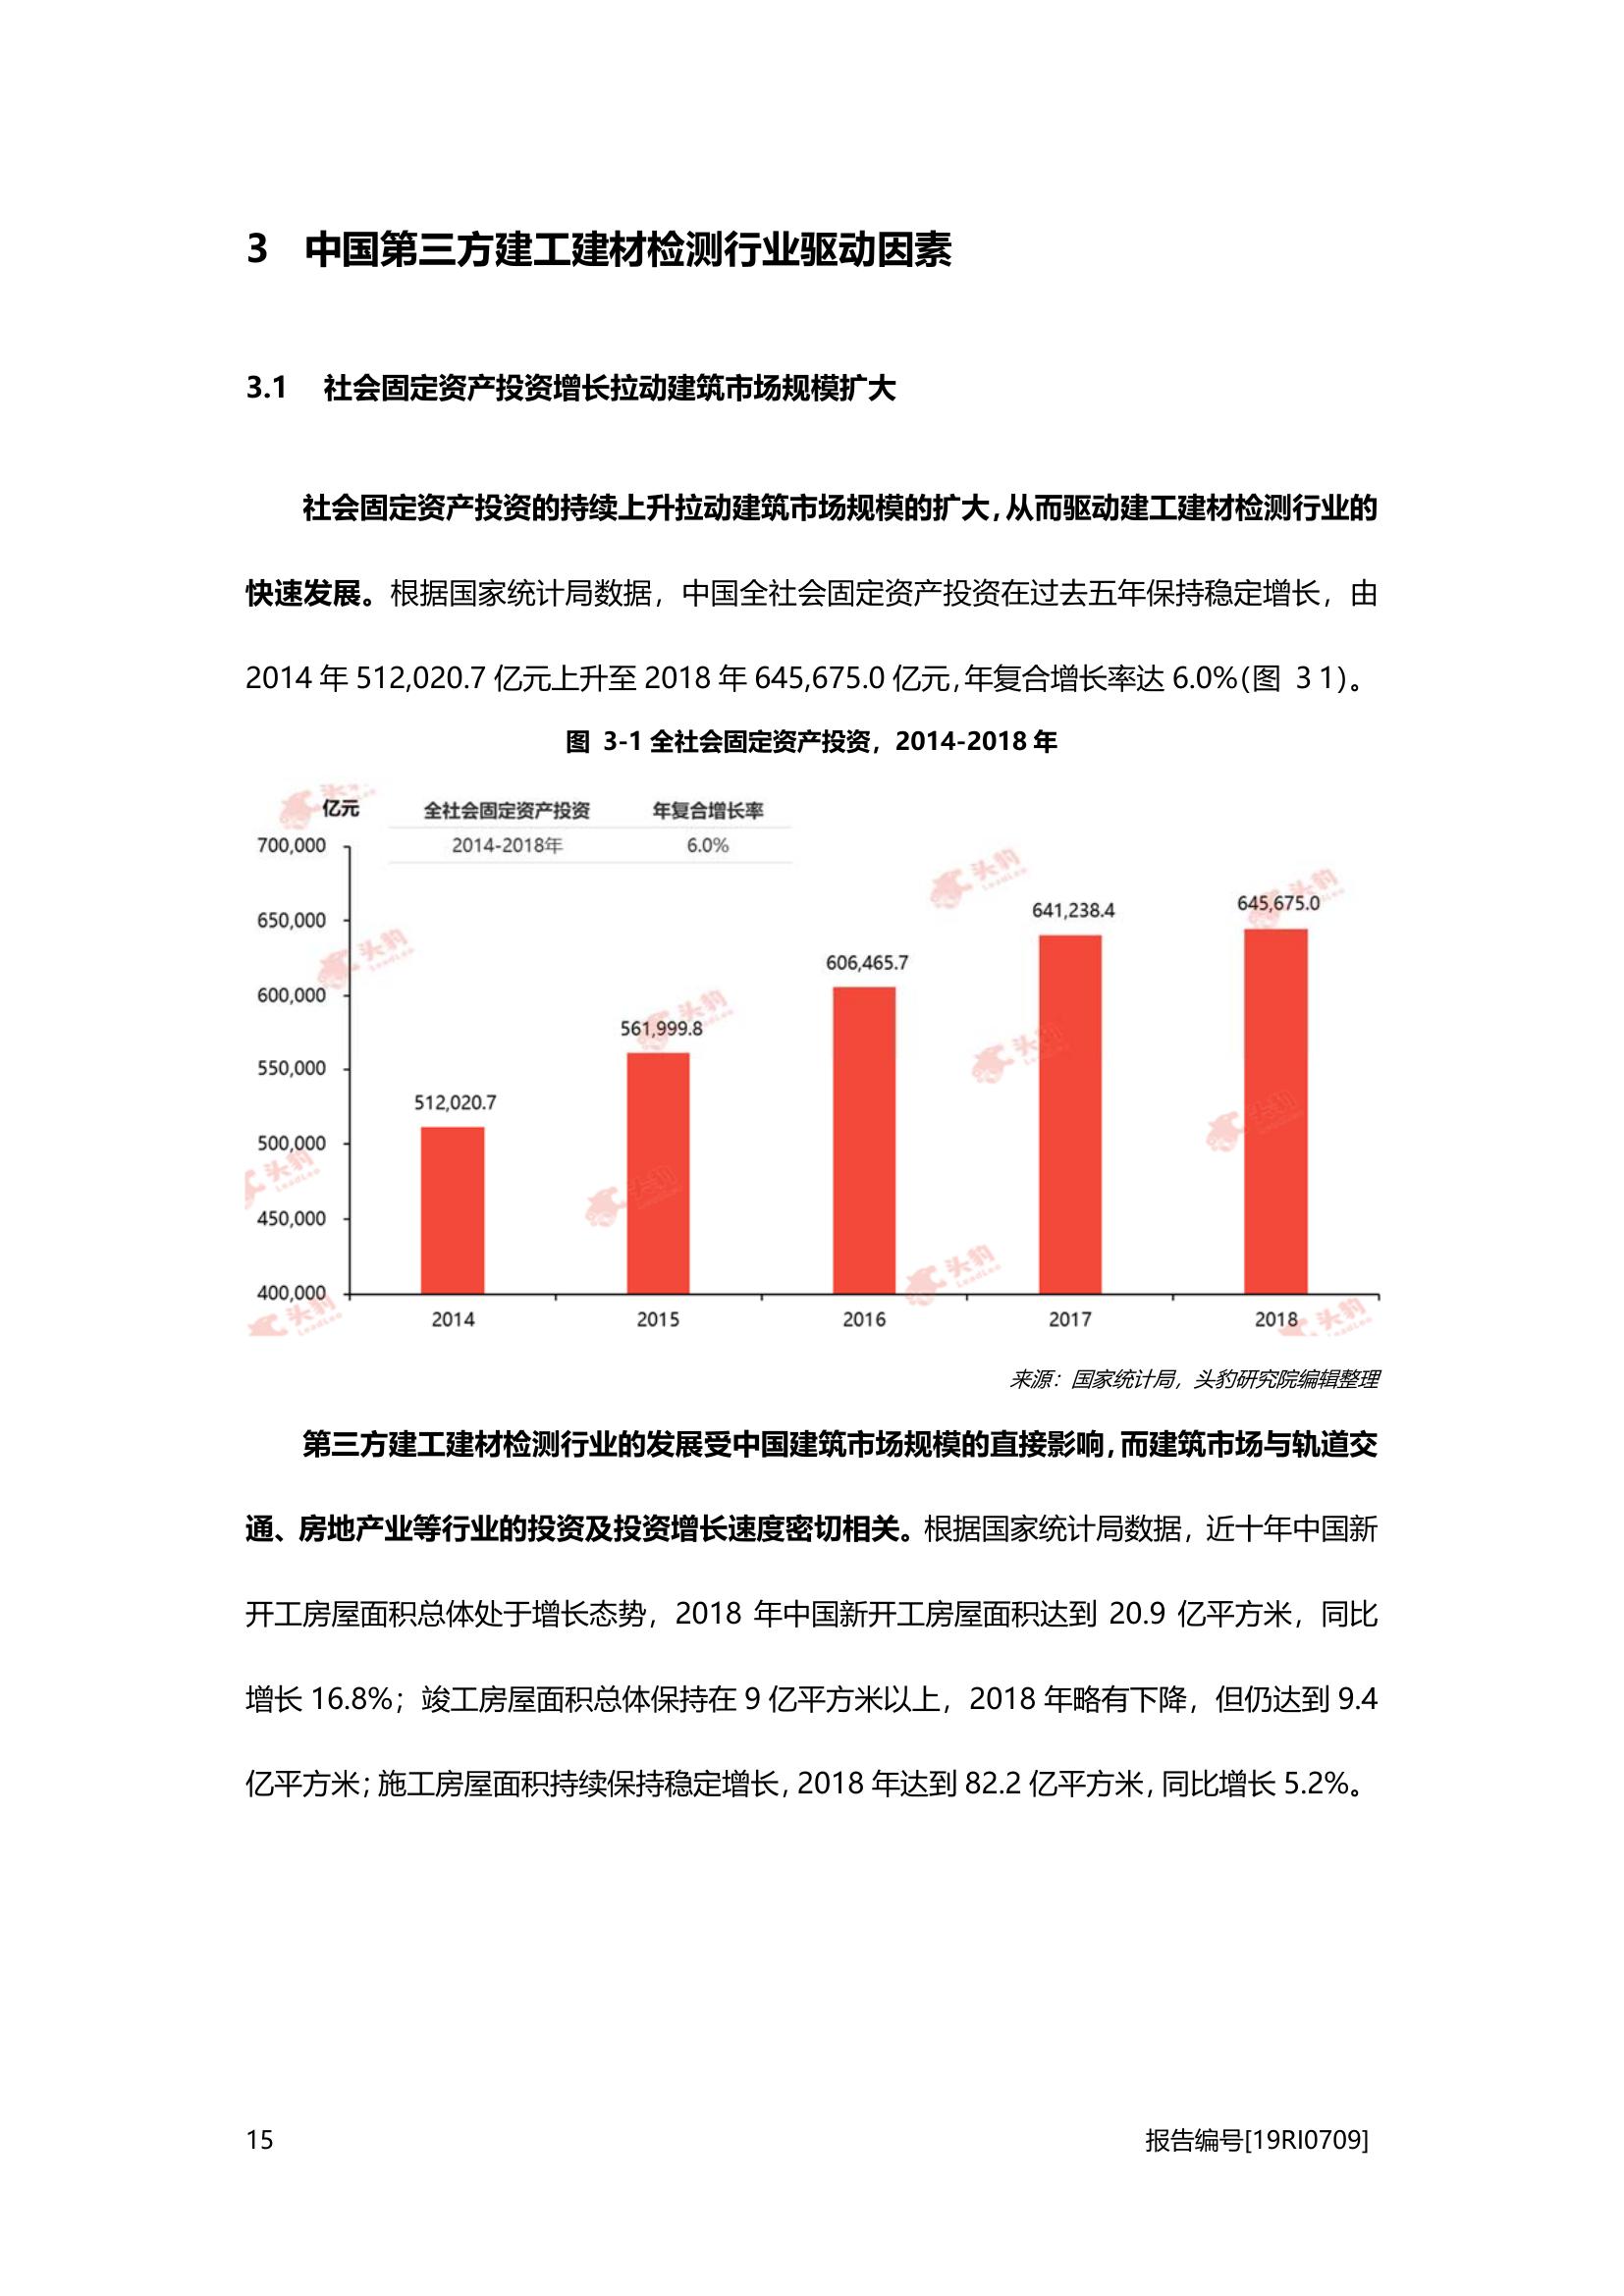 3 中国第三方建工建材检测行业驱动因素
3.1 社会固定资产投资增长拉动建筑市场规模扩大
社会固定资产投资的持续上升拉动建筑市场规模的扩大，从而驱动建工建材检测行业的
快速发展。根据国家统计局数据，中国全社会固定资产投资在过去五年保持稳定增长，由
2014 年 512,020.7 亿元上升至 2018 年 645,675.0 亿元，年复合增长率达 6.0%（图 3 1）。
图 3-1 全社会固定资产投资，2014-2018 年
亿元 全社会固定资产投资 年复合增长率
2014-2018年 6.0%
700,000
650,000
600,000
550,000
500,000
450,000
400,000
512,020.7
561,999.8
606,465.7
641,238.4
645,675.0
2014 2015 2016 2017 2018
头豹
LeadLeo
来源：国家统计局，头豹研究院编辑整理
第三方建工建材检测行业的发展受中国建筑市场规模的直接影响，而建筑市场与轨道交
通、房地产业等行业的投资及投资增长速度密切相关。根据国家统计局数据，近十年中国新
开工房屋面积总体处于增长态势，2018 年中国新开工房屋面积达到 20.9 亿平方米，同比
增长 16.8%；竣工房屋面积总体保持在 9 亿平方米以上，2018 年略有下降，但仍达到 9.4
亿平方米；施工房屋面积持续保持稳定增长，2018 年达到 82.2 亿平方米，同比增长 5.2%。
15 报告编号[19RI0709]